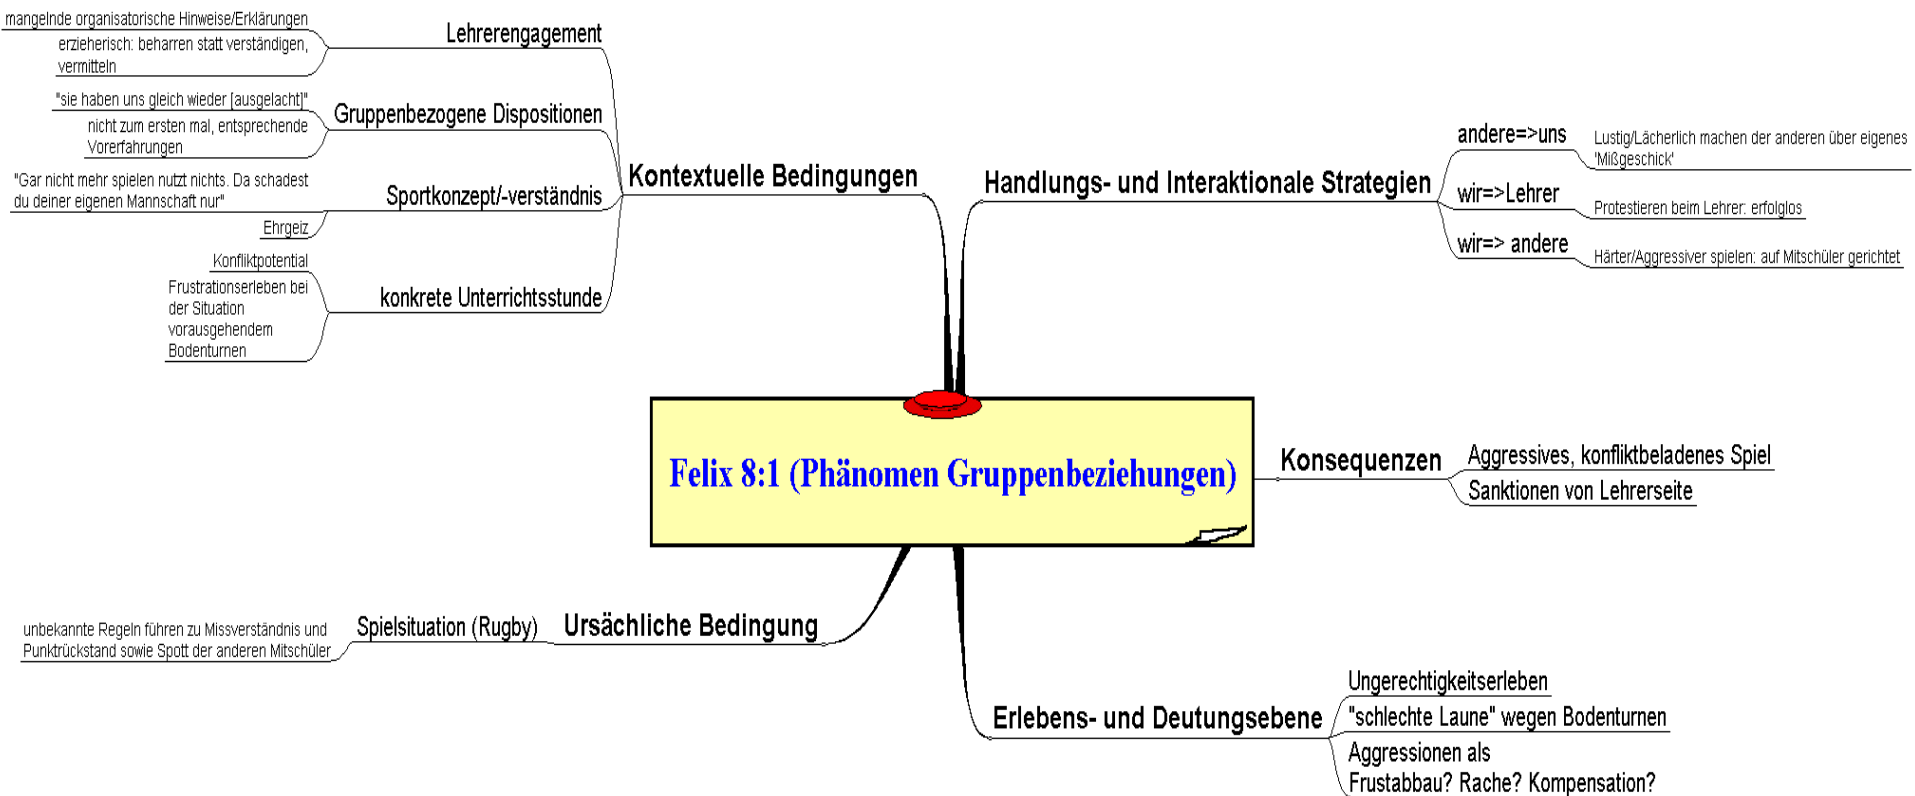 mangelnde organisatorische Hinweise/Erklärungen
erzieherisch: beharren statt verständigen,
vermitteln
Lehrerengagement
"sie haben uns gleich wieder [ausgelacht]"
nicht zum ersten mal, entsprechende
Vorerfahrungen
Gruppenbezogene Dispositionen
"Gar nicht mehr spielen nutzt nichts. Da schadest
du deiner eigenen Mannschaft nur"
Ehrgeiz
Sportkonzept/-verständnis
Konfliktpotential
Frustrationserleben bei
der Situation
vorausgehendem
Bodenturnen
konkrete Unterrichtsstunde
Kontextuelle Bedingungen
Handlungs- und Interaktionale Strategien
andere=>uns
Lustig/Lächerlich machen der anderen über eigenes
'Mißgeschick'
wir=>Lehrer
Protestieren beim Lehrer: erfolglos
wir=> andere
Härter/Aggressiver spielen: auf Mitschüler gerichtet
Felix 8:1 (Phänomen Gruppenbeziehungen)
Konsequenzen
Aggressives, konfliktbeladenes Spiel
Sanktionen von Lehrerseite
unbekannte Regeln führen zu Missverständnis und
Punktrückstand sowie Spott der anderen Mitschüler
Spielsituation (Rugby)
Ursächliche Bedingung
Erlebens- und Deutungsebene
Ungerechtigkeitserleben
"schlechte Laune" wegen Bodenturnen
Aggressionen als
Frustabbau? Rache? Kompensation?